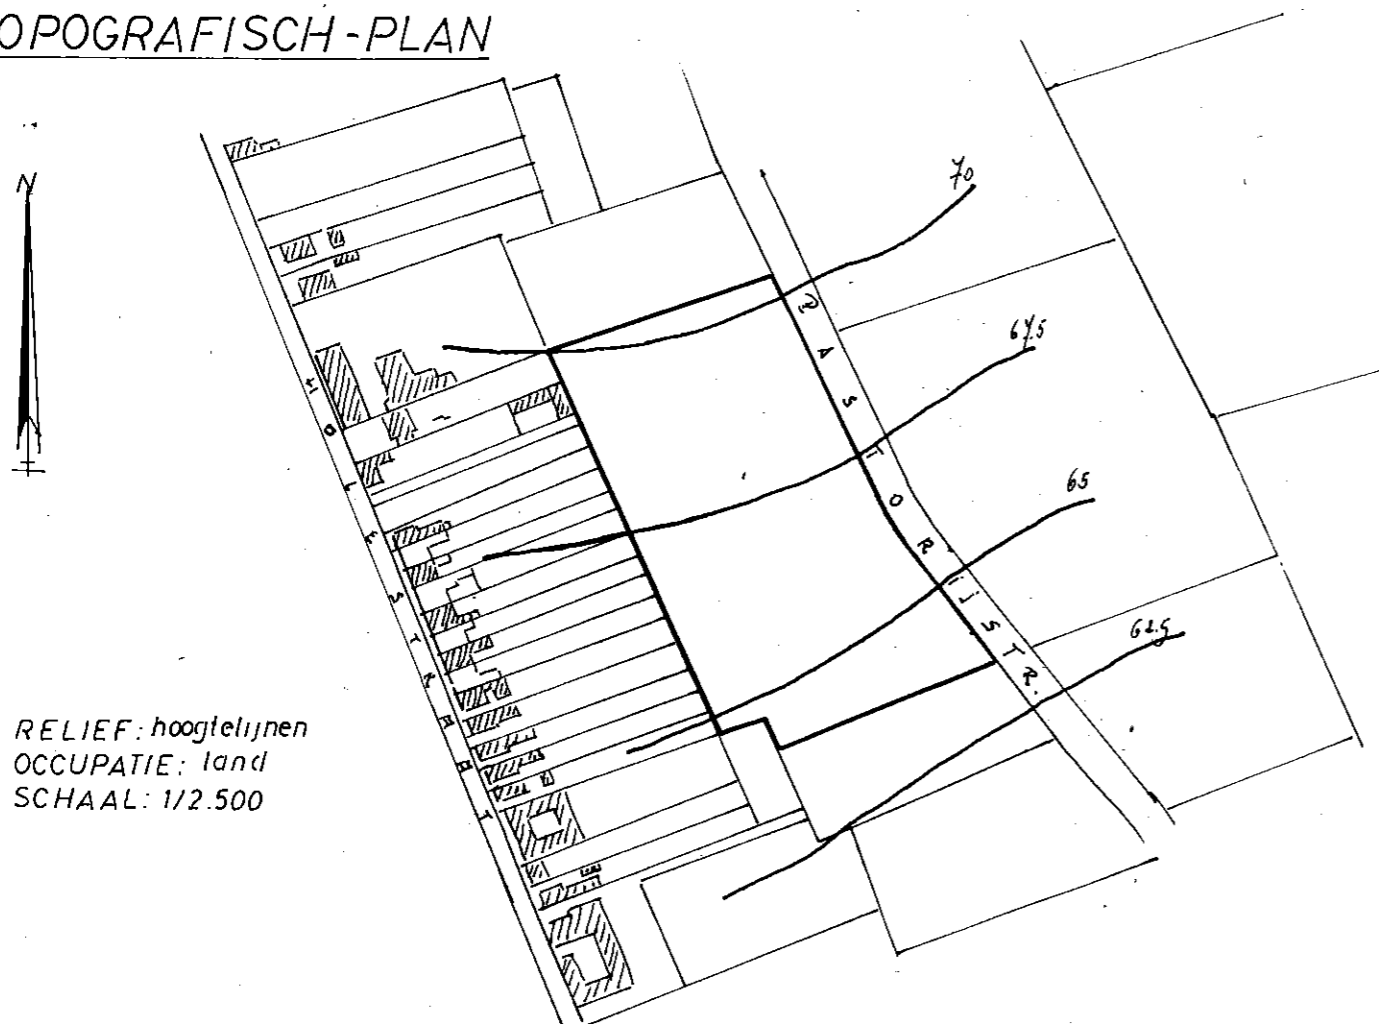 OPOGRAFISCH-PLAN
N
70
67.5
65
62.5
PASTORIJSTR.
RELIEF: hoogtelijnen
OCCUPATIE: land
SCHAAL: 1/2.500